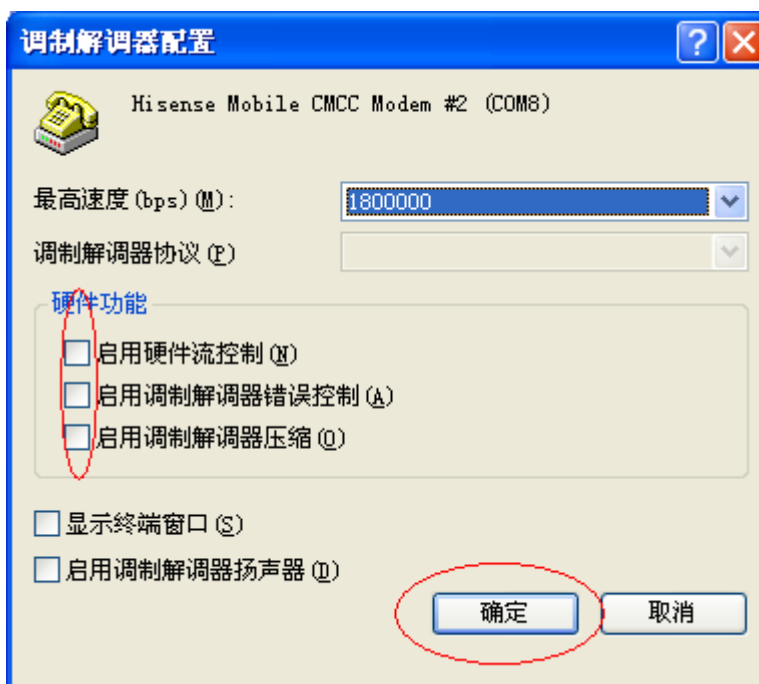 调制解调器配置
Hisense Mobile CMCC Modem #2 (COM8)
最高速度(bps)(M): 1800000
调制解调器协议(P)
硬件功能
启用硬件流控制(N)
启用调制解调器错误控制(A)
启用调制解调器压缩(O)
显示终端窗口(S)
启用调制解调器扬声器(D)
确定 取消